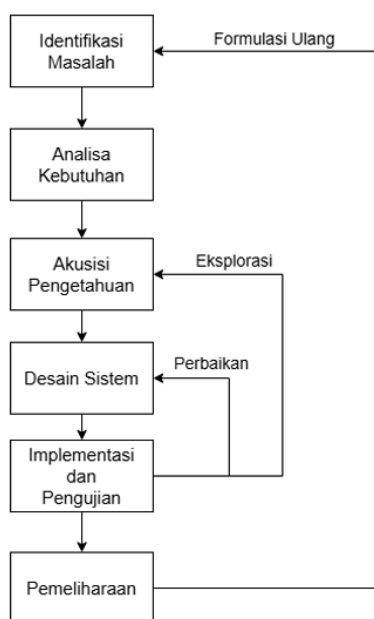 Identifikasi
Masalah
Formulasi Ulang
Analisa
Kebutuhan
Akusisi
Pengetahuan
Eksplorasi
Desain Sistem
Perbaikan
Implementasi
dan
Pengujian
Pemeliharaan